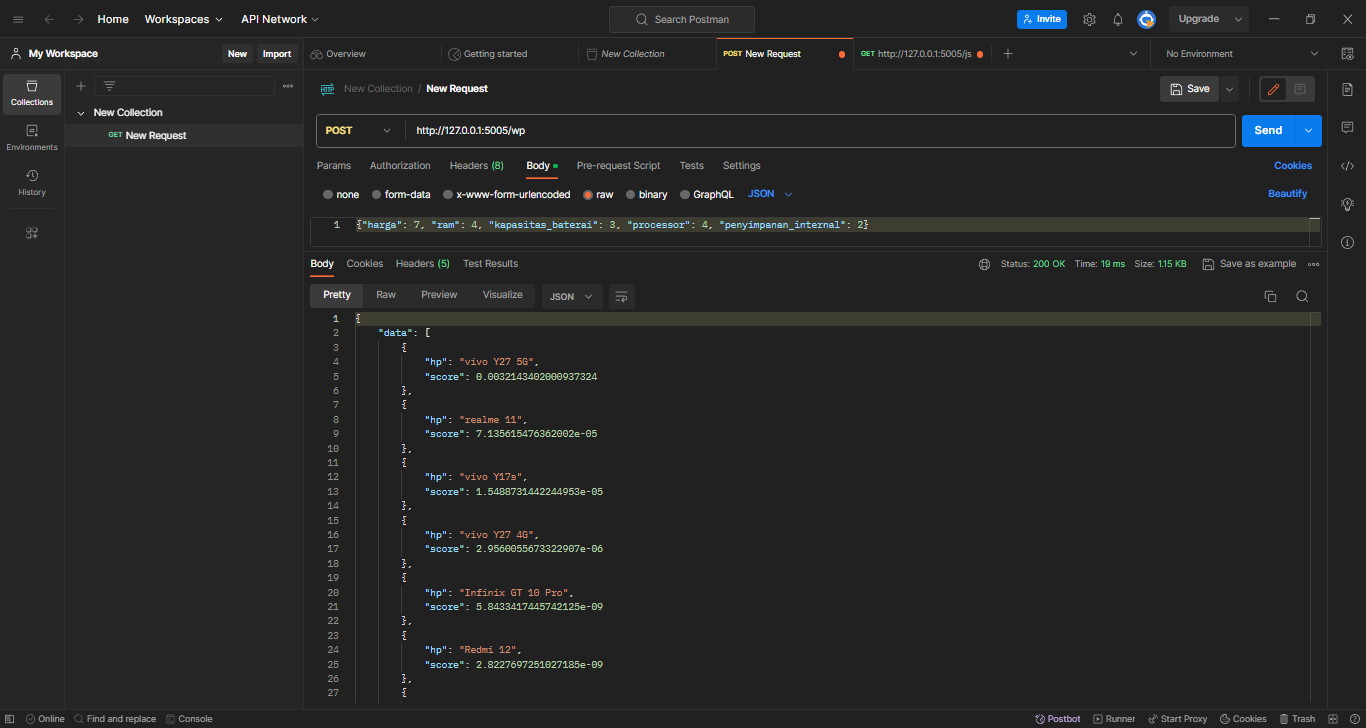 Home Workspaces API Network Search Postman Invite Upgrade
My Workspace New Import Overview Getting started New Collection POST New Request GET http://127.0.0.1:5005/js No Environment
Collections
Environments
History
New Collection
GET New Request
HTTP New Collection / New Request Save
POST http://127.0.0.1:5005/wp Send
Params Authorization Headers (8) Body Pre-request Script Tests Settings Cookies
none form-data x-www-form-urlencoded raw binary GraphQL JSON Beautify
1 {"harga": 7, "ram": 4, "kapasitas_baterai": 3, "processor": 4, "penyimpanan_internal": 2}
Body Cookies Headers (5) Test Results Status: 200 OK Time: 19 ms Size: 1.15 KB Save as example
Pretty Raw Preview Visualize JSON
1 {
2 "data": [
3 {
4 "hp": "vivo Y27 5G",
5 "score": 0.0032143402000937324
6 },
7 {
8 "hp": "realme 11",
9 "score": 7.135615476362002e-05
10 },
11 {
12 "hp": "vivo Y17s",
13 "score": 1.5488731442244953e-05
14 },
15 {
16 "hp": "vivo Y27 4G",
17 "score": 2.9560055673322907e-06
18 },
19 {
20 "hp": "Infinix GT 10 Pro",
21 "score": 5.8433417445742125e-09
22 },
23 {
24 "hp": "Redmi 12",
25 "score": 2.8227697251027185e-09
26 },
27 {
Online Find and replace Console Postbot Runner Start Proxy Cookies Trash